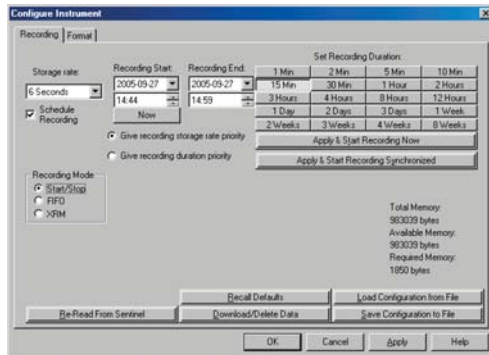 Configure Instrument
Recording Format
Storage rate:
6 Seconds
Schedule Recording
Recording Start:
2005-09-27
14:44
Now
Recording End:
2005-09-27
14:59
Give recording storage rate priority
Give recording duration priority
Set Recording Duration:
1 Min 2 Min 5 Min 10 Min
15 Min 30 Min 1 Hour 2 Hours
3 Hours 4 Hours 8 Hours 12 Hours
1 Day 2 Days 3 Days 1 Week
2 Weeks 3 Weeks 4 Weeks 8 Weeks
Apply & Start Recording Now
Apply & Start Recording Synchronized
Recording Mode
Start/Stop
FIFO
XRM
Total Memory:
983039 bytes
Available Memory:
983039 bytes
Required Memory:
1850 bytes
Recall Defaults Load Configuration from File
Re-Read From Sentinel Download/Delete Data Save Configuration to File
OK Cancel Apply Help